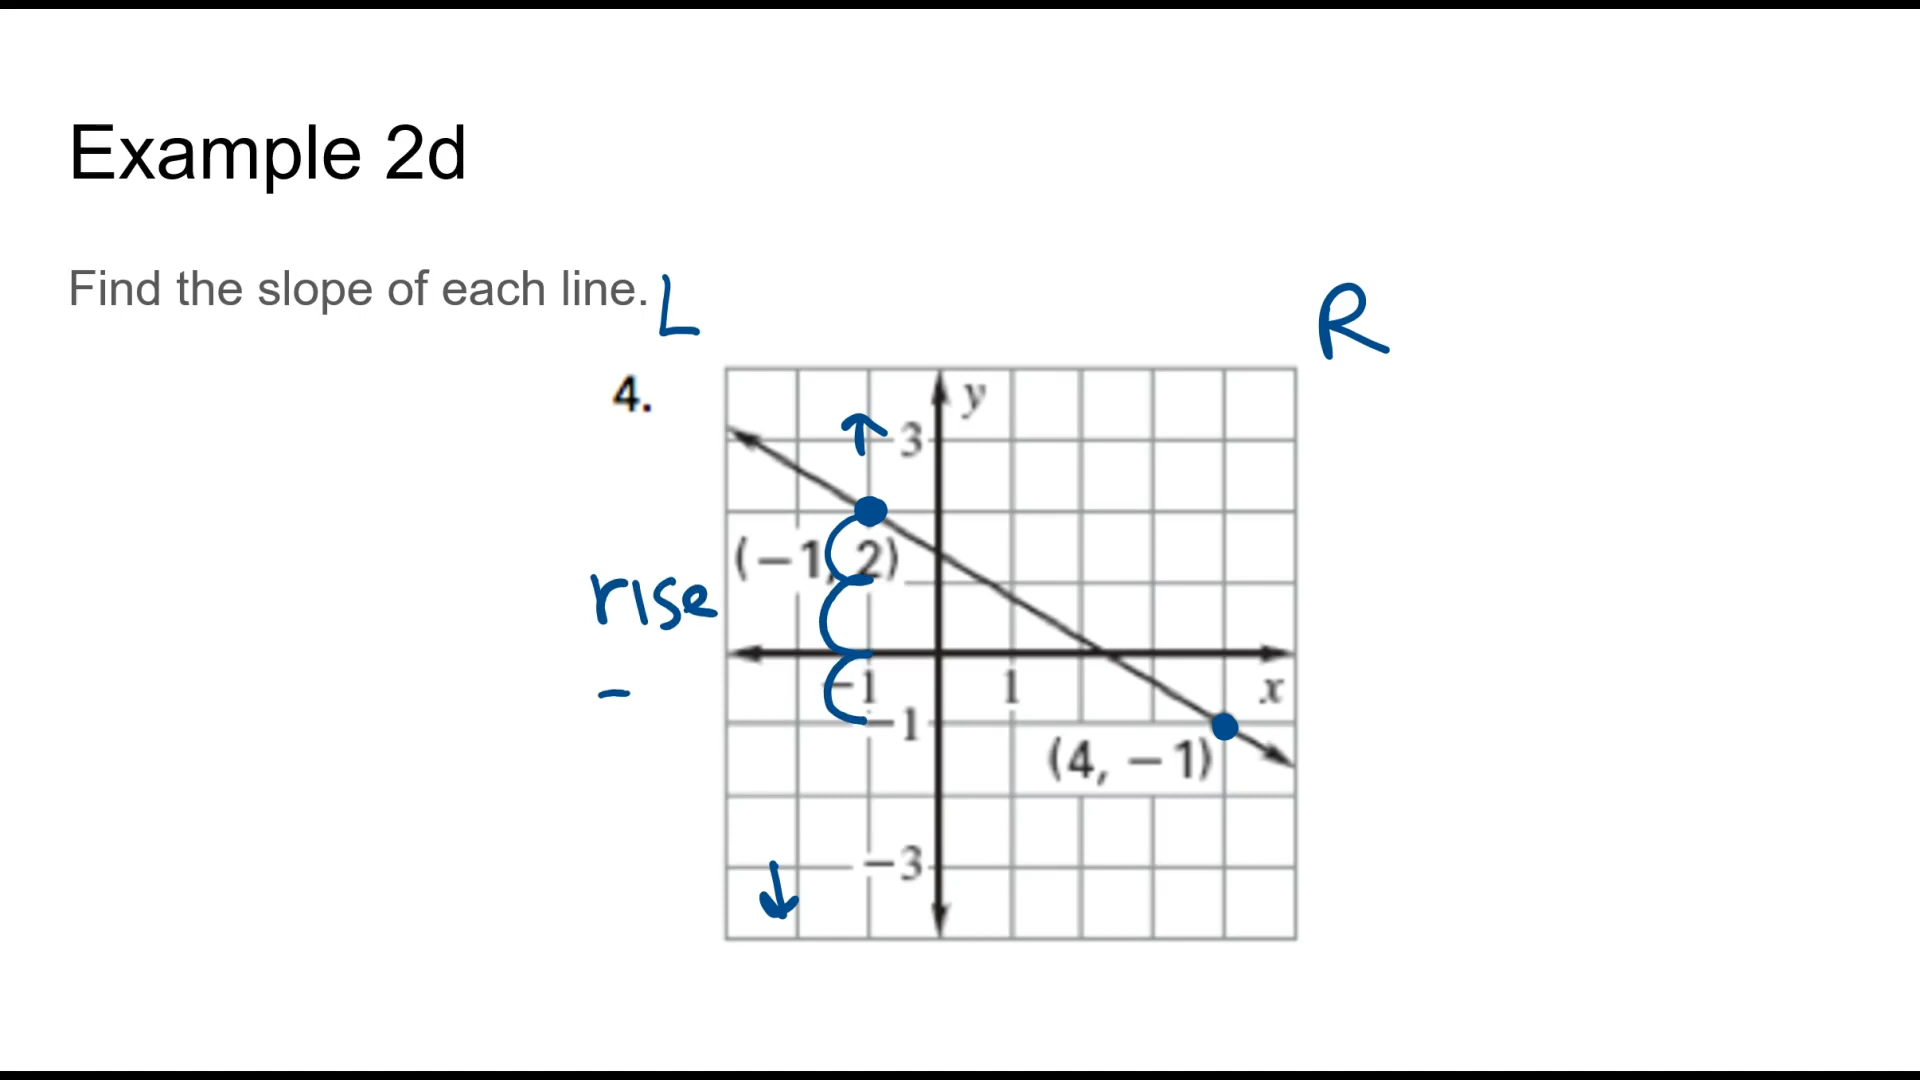 Example 2d
Find the slope of each line.
L
R
4.
y
3
(−1, 2)
rise
−
−1
1
x
−1
(4, −1)
−3